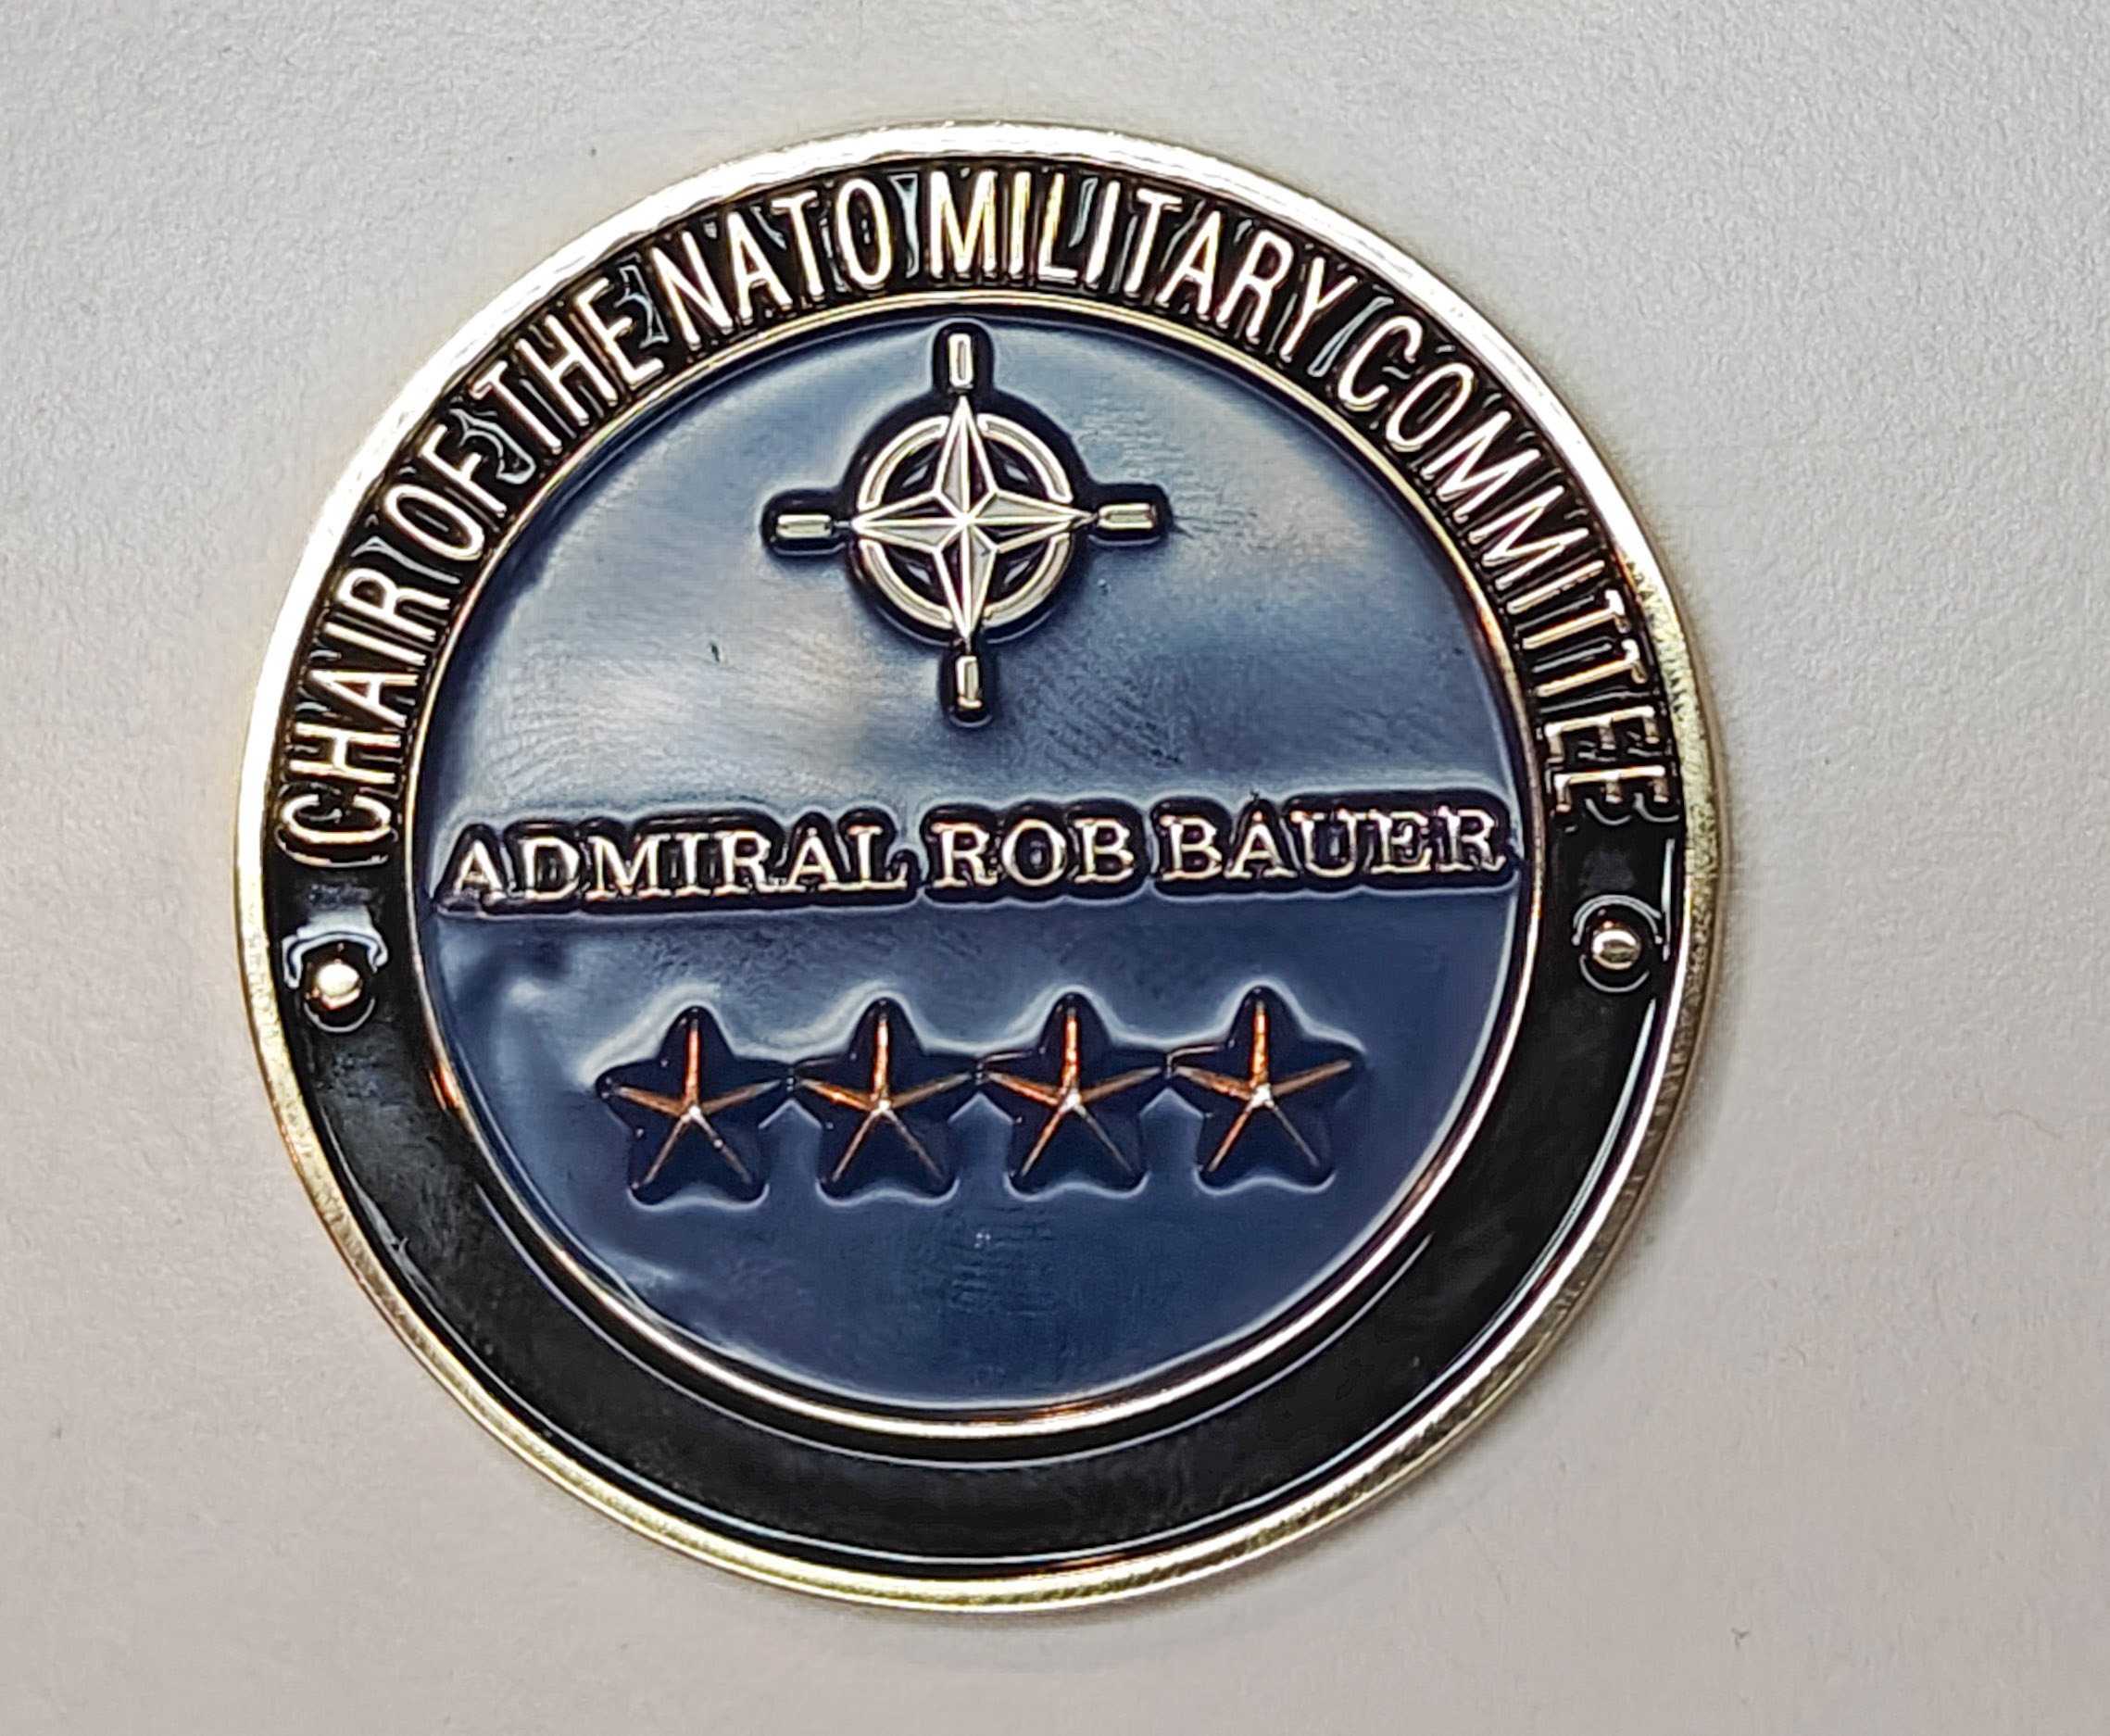 CHAIR OF THE NATO MILITARY COMMITTEE
ADMIRAL ROB BAUER